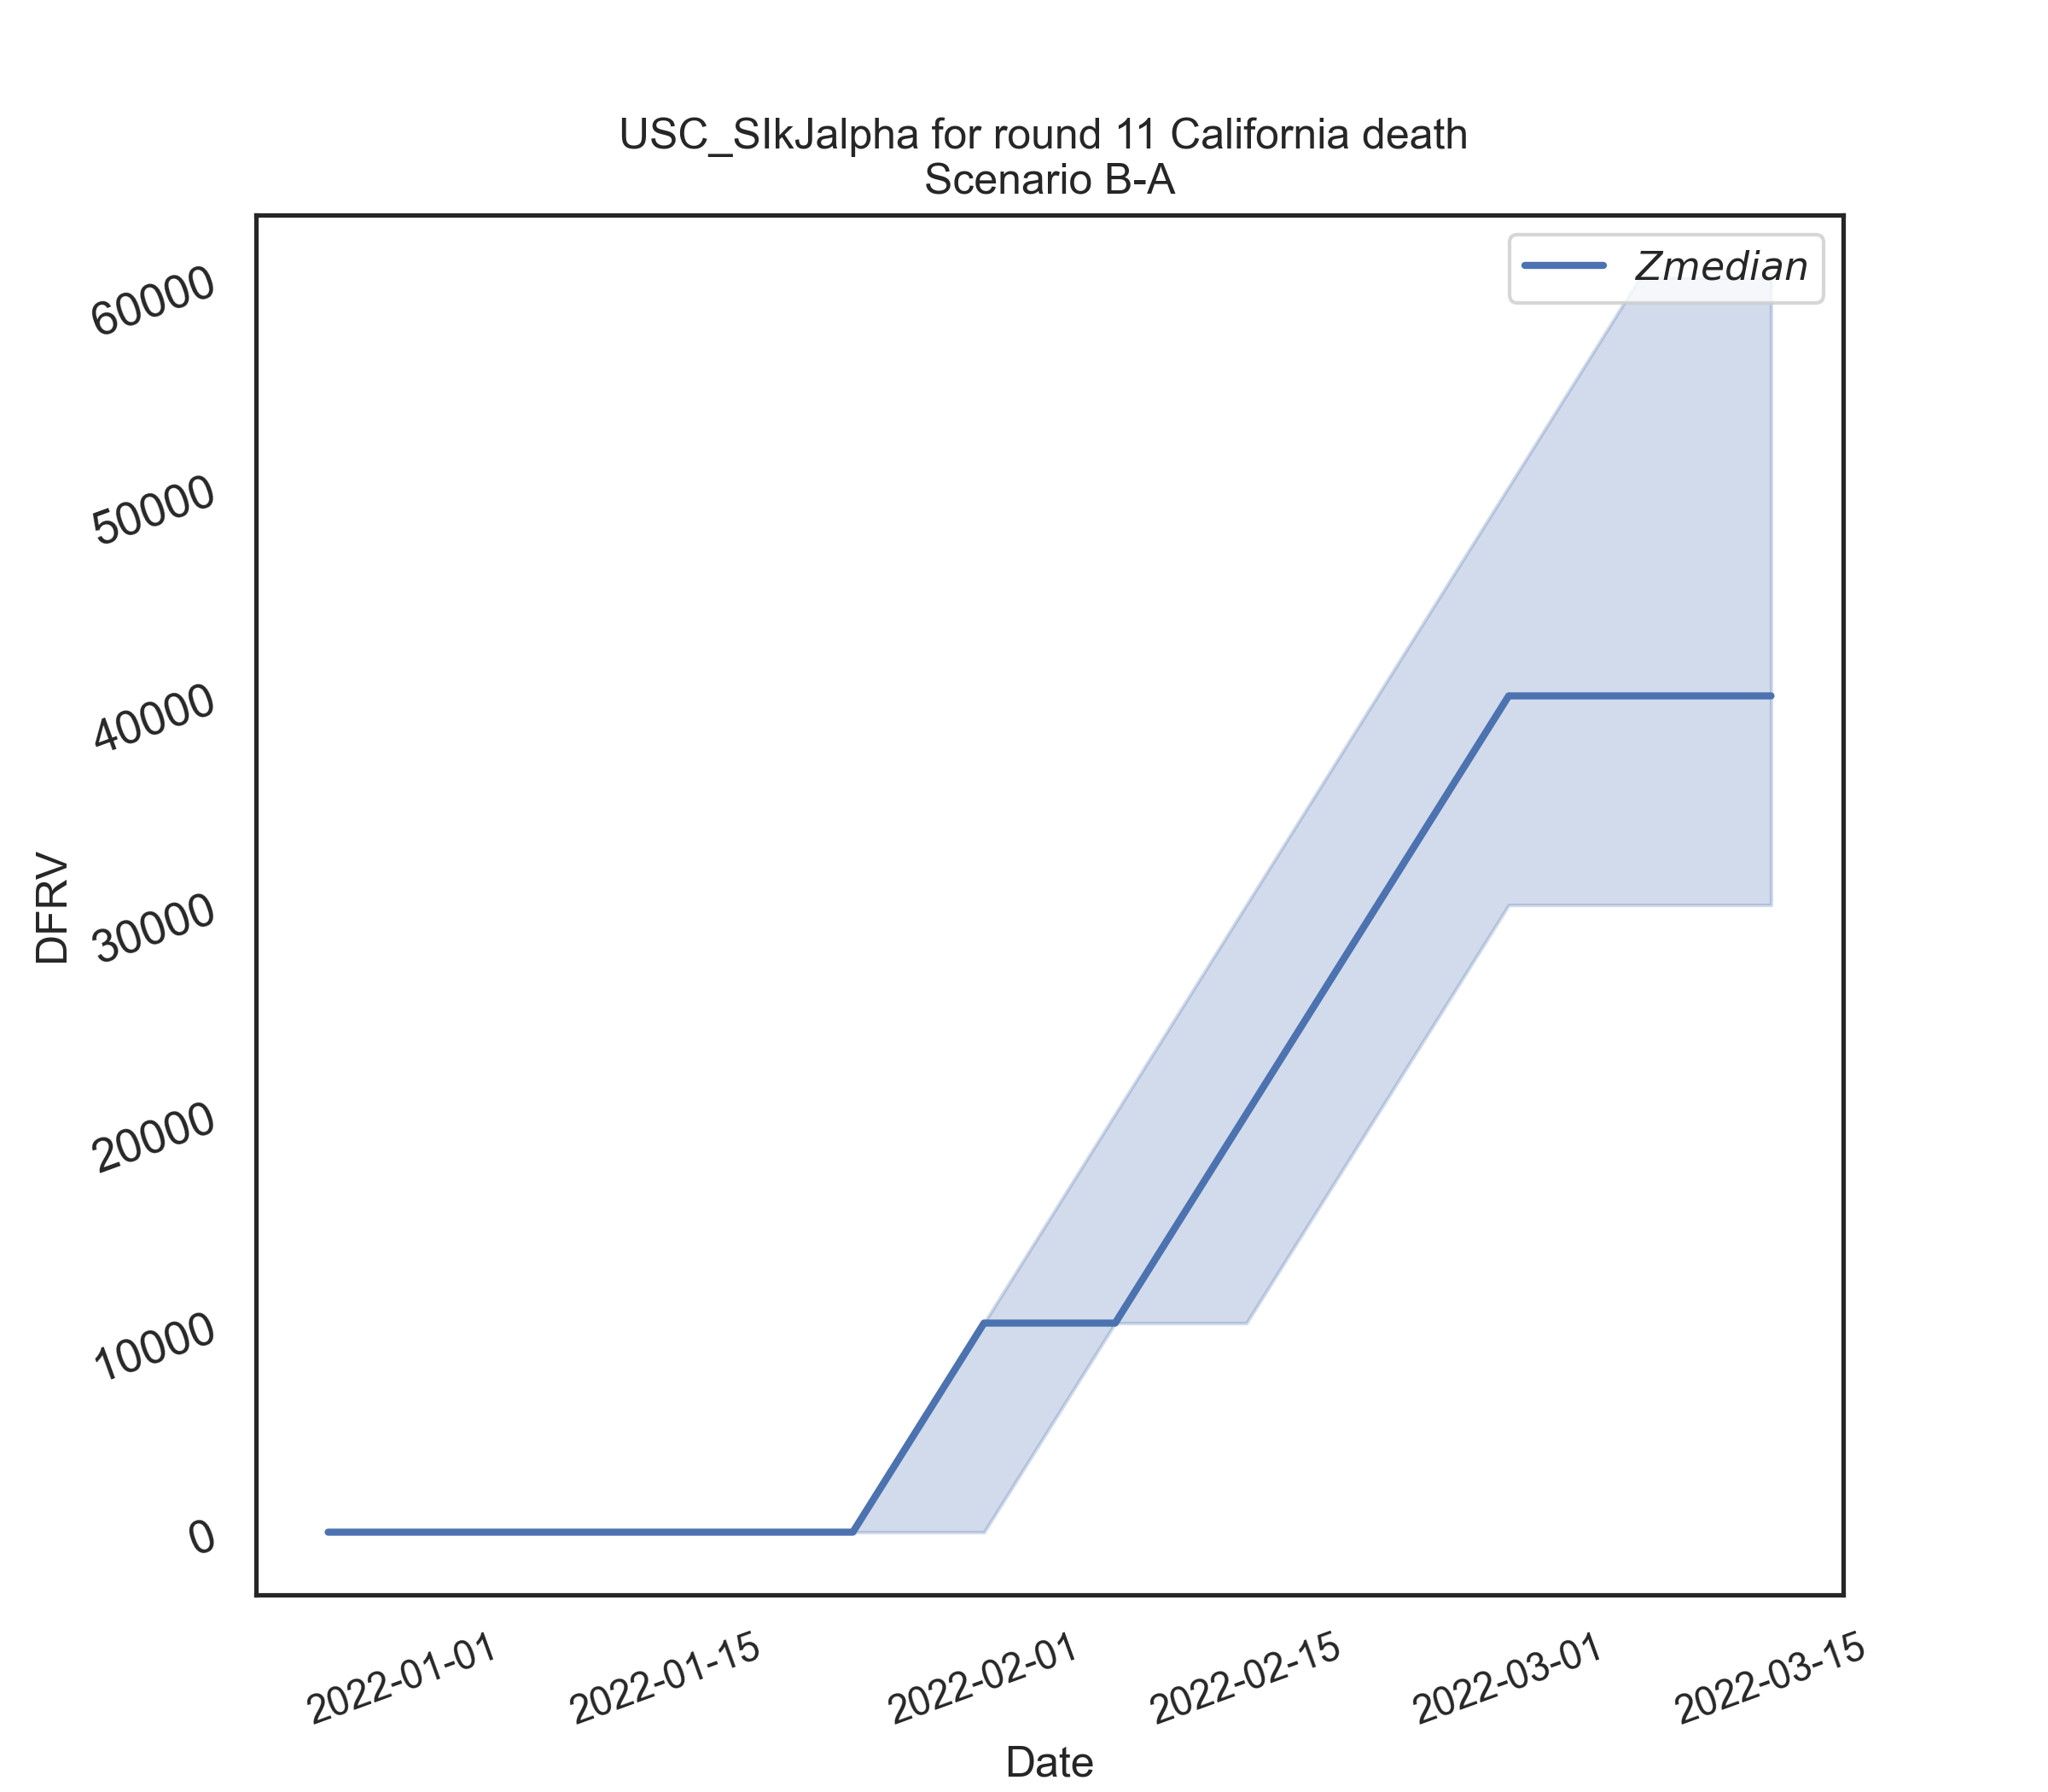 USC_SIkJalpha for round 11 California death
Scenario B-A
Zmedian
60000
50000
40000
30000
20000
10000
0
DFRV
2022-01-01
2022-01-15
2022-02-01
2022-02-15
2022-03-01
2022-03-15
Date